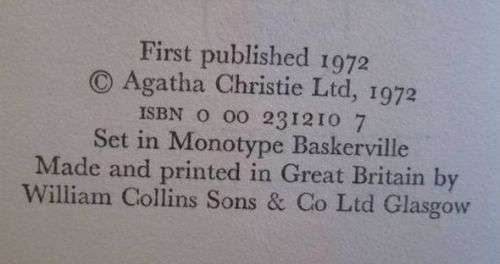 First published 1972
© Agatha Christie Ltd, 1972
ISBN 0 00 231210 7
Set in Monotype Baskerville
Made and printed in Great Britain by
William Collins Sons & Co Ltd Glasgow